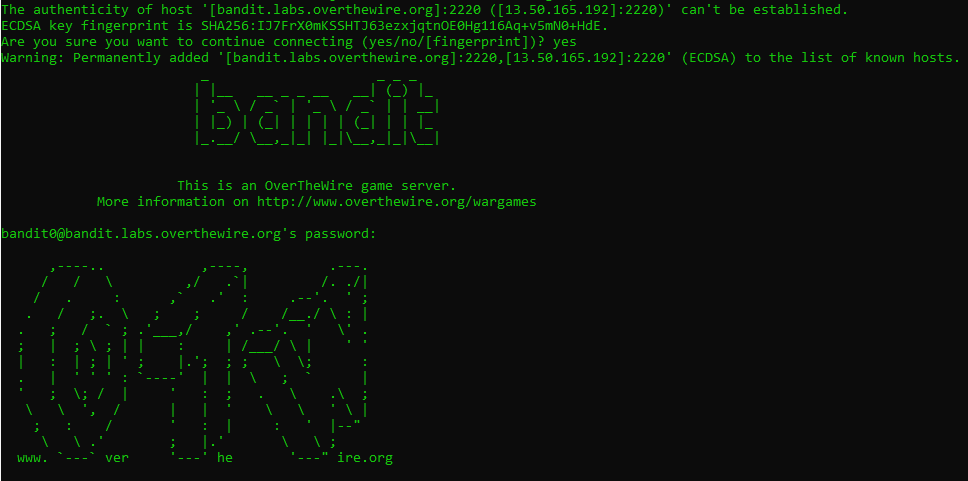 The authenticity of host '[bandit.labs.overthewire.org]:2220 ([13.50.165.192]:2220)' can't be established.
ECDSA key fingerprint is SHA256:IJ7FrX0mKSSHTJ63ezxjqtnOE0Hg116Aq+v5mN0+HdE.
Are you sure you want to continue connecting (yes/no/[fingerprint])? yes
Warning: Permanently added '[bandit.labs.overthewire.org]:2220,[13.50.165.192]:2220' (ECDSA) to the list of known hosts.
bandit
This is an OverTheWire game server.
More information on http://www.overthewire.org/wargames
bandit0@bandit.labs.overthewire.org's password:
OTW
www. ver he ire.org